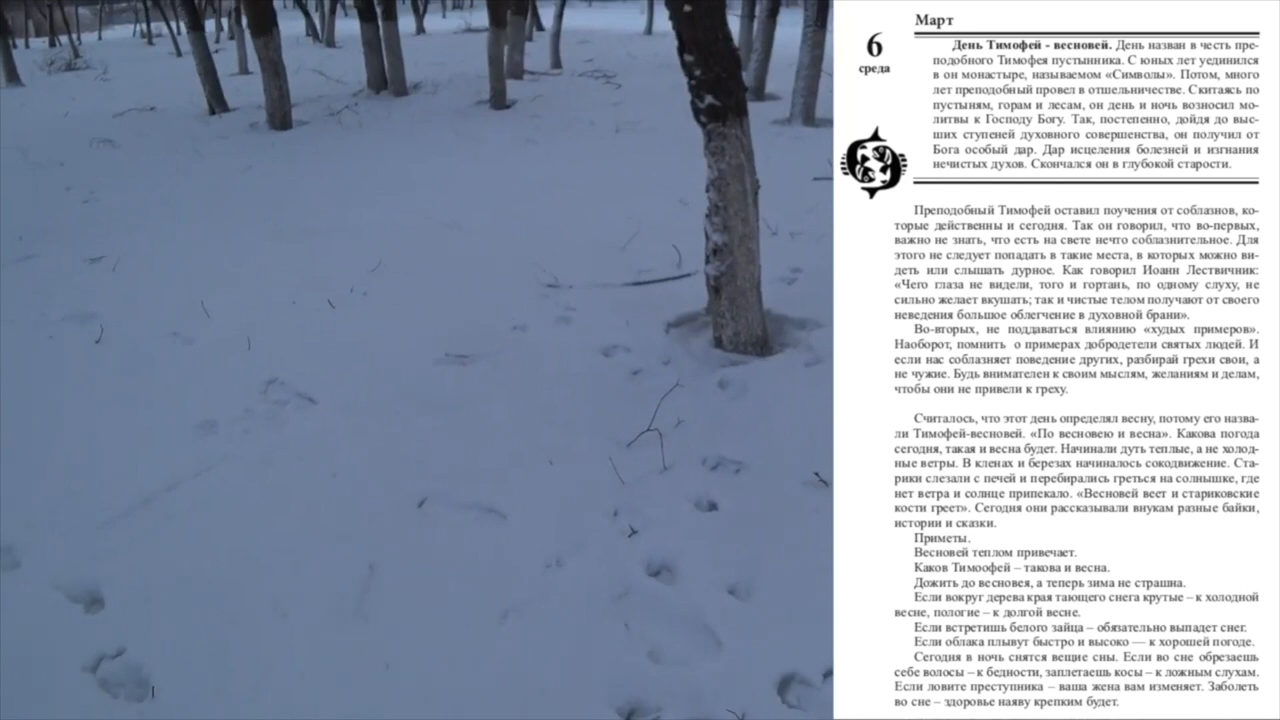 Март
6
среда
День Тимофей - весновей. День назван в честь пре-
подобного Тимофея пустынника. С юных лет уединился
в он монастыре, называемом «Символы». Потом, много
лет преподобный провел в отшельничестве. Скитаясь по
пустыням, горам и лесам, он день и ночь возносил мо-
литвы к Господу Богу. Так, постепенно, дойдя до выс-
ших ступеней духовного совершенства, он получил от
Бога особый дар. Дар исцеления болезней и изгнания
нечистых духов. Скончался он в глубокой старости.
Преподобный Тимофей оставил поучения от соблазнов, ко-
торые действенны и сегодня. Так он говорил, что во-первых,
важно не знать, что есть на свете нечто соблазнительное. Для
этого не следует попадать в такие места, в которых можно ви-
деть или слышать дурное. Как говорил Иоанн Лествичник:
«Чего глаза не видели, того и гортань, по одному слуху, не
сильно желает вкушать; так и чистые телом получают от своего
неведения большое облегчение в духовной брани».
Во-вторых, не поддаваться влиянию «худых примеров».
Наоборот, помнить о примерах добродетели святых людей. И
если нас соблазняет поведение других, разбирай грехи свои, а
не чужие. Будь внимателен к своим мыслям, желаниям и делам,
чтобы они не привели к греху.
Считалось, что этот день определял весну, потому его назва-
ли Тимофей-весновей. «По весновею и весна». Какова погода
сегодня, такая и весна будет. Начинали дуть теплые, а не холод-
ные ветры. В кленах и березах начиналось сокодвижение. Ста-
рики слезали с печей и перебирались греться на солнышке, где
нет ветра и солнце припекало. «Весновей веет и стариковские
кости греет». Сегодня они рассказывали внукам разные байки,
истории и сказки.
Приметы.
Весновей теплом привечает.
Каков Тимоофей – такова и весна.
Дожить до весновея, а теперь зима не страшна.
Если вокруг дерева края тающего снега крутые – к холодной
весне, пологие – к долгой весне.
Если встретишь белого зайца – обязательно выпадет снег.
Если облака плывут быстро и высоко — к хорошей погоде.
Сегодня в ночь снятся вещие сны. Если во сне обрезаешь
себе волосы – к бедности, заплетаешь косы – к ложным слухам.
Если ловите преступника – ваша жена вам изменяет. Заболеть
во сне – здоровье наяву крепким будет.